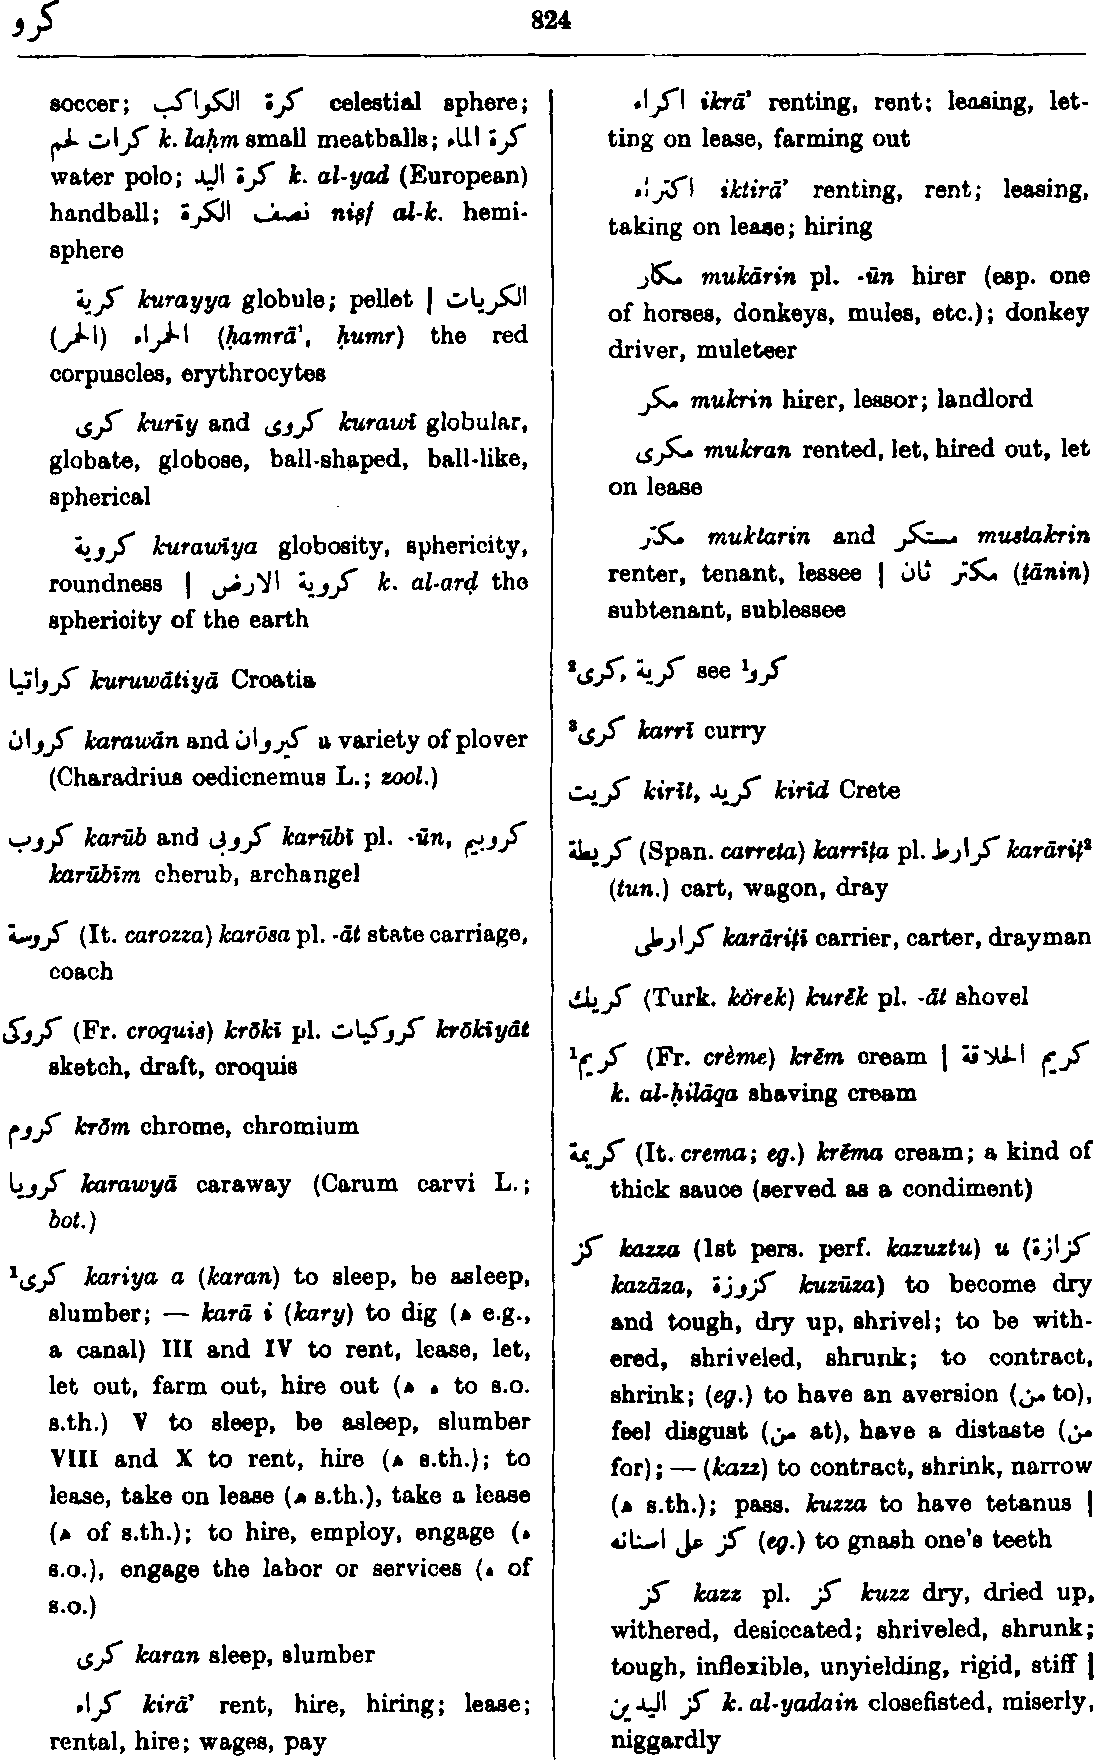 كرو
824
soccer; كرة الكواكب celestial sphere;
كرات لحم k. laḥm small meatballs; كرة الماء
water polo; كرة اليد k. al-yad (European)
handball; نصف الكرة niṣf al-k. hemi-
sphere
كرية kurayya globule; pellet | الكريات
الحمراء (الحمر) (ḥamrā’, ḥumr) the red
corpuscles, erythrocytes
كرى kurīy and كروى kurawī globular,
globate, globose, ball-shaped, ball-like,
spherical
كروية kurawīya globosity, sphericity,
roundness | كروية الارض k. al-arḍ the
sphericity of the earth
كرواتيا kuruwātiyā Croatia
كروان karawān and كيروان a variety of plover
(Charadrius oedicnemus L.; zool.)
كروب karūb and كروبى karūbī pl. -ūn, كروبيم
karūbīm cherub, archangel
كروسة (It. carozza) karōsa pl. -āt state carriage,
coach
كروكى (Fr. croquis) krōkī pl. كروكيات krōkīyāt
sketch, draft, croquis
كروم krōm chrome, chromium
كرويا karawyā caraway (Carum carvi L.;
bot.)
¹كرى kariya a (karan) to sleep, be asleep,
slumber; — karā i (kary) to dig (ه e.g.,
a canal) III and IV to rent, lease, let,
let out, farm out, hire out (ه ه to s.o.
s.th.) V to sleep, be asleep, slumber
VIII and X to rent, hire (ه s.th.); to
lease, take on lease (ه s.th.), take a lease
(ه of s.th.); to hire, employ, engage (ه
s.o.), engage the labor or services (ه of
s.o.)
كرى karan sleep, slumber
كراء kirā’ rent, hire, hiring; lease;
rental, hire; wages, pay
اكراء ikrā’ renting, rent; leasing, let-
ting on lease, farming out
اكتراء iktirā’ renting, rent; leasing,
taking on lease; hiring
مكار mukārin pl. -ūn hirer (esp. one
of horses, donkeys, mules, etc.); donkey
driver, muleteer
مكر mukrin hirer, lessor; landlord
مكرى mukran rented, let, hired out, let
on lease
مكتر muktarin and مستكر mustakrin
renter, tenant, lessee | مكتر ثان (ṯānin)
subtenant, sublessee
²كرى, كرية see ¹كرو
³كرى karrī curry
كريت kirīt, كريد kirīd Crete
كريطة (Span. carreta) karrīṭa pl. كرارط karāriṭ²
(tun.) cart, wagon, dray
كرارطى karāriṭī carrier, carter, drayman
كريك (Turk. körek) kurēk pl. -āt shovel
¹كريم (Fr. crème) krēm cream | كريم الحلاقة
k. al-ḥilāqa shaving cream
كريمة (It. crema; eg.) krēma cream; a kind of
thick sauce (served as a condiment)
كز kazza (1st pers. perf. kazuztu) u (كزازة
kazāza, كزوزة kuzūza) to become dry
and tough, dry up, shrivel; to be with-
ered, shriveled, shrunk; to contract,
shrink; (eg.) to have an aversion (من to),
feel disgust (من at), have a distaste (من
for); — (kazz) to contract, shrink, narrow
(ه s.th.); pass. kuzza to have tetanus |
كز على اسنانه (eg.) to gnash one's teeth
كز kazz pl. كز kuzz dry, dried up,
withered, desiccated; shriveled, shrunk;
tough, inflexible, unyielding, rigid, stiff |
كز اليدين k. al-yadain closefisted, miserly,
niggardly